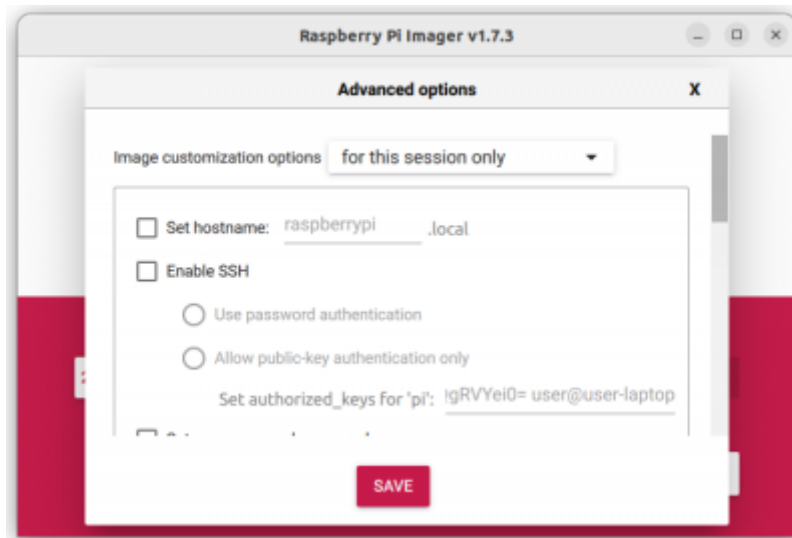 Raspberry Pi Imager v1.7.3
Advanced options X
Image customization options for this session only
Set hostname: raspberrypi .local
Enable SSH
Use password authentication
Allow public-key authentication only
Set authorized_keys for 'pi': gRVYei0= user@user-laptop
SAVE